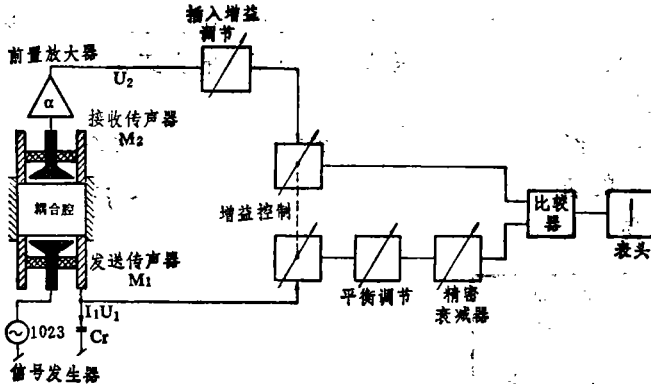 插入增益
调节
前置放大器
U2
α
接收传声器
M2
耦合腔
增益控制
比较
器
表头
发送传声器
M1
平衡调节
精密
衰减器
I1U1
1023
Cr
信号发生器